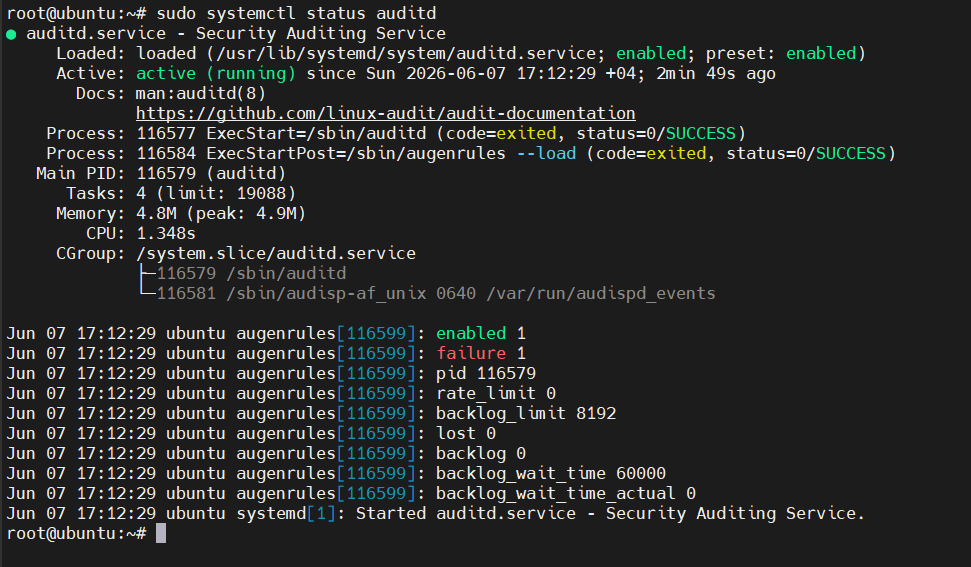 root@ubuntu:~# sudo systemctl status auditd
● auditd.service - Security Auditing Service
     Loaded: loaded (/usr/lib/systemd/system/auditd.service; enabled; preset: enabled)
     Active: active (running) since Sun 2026-06-07 17:12:29 +04; 2min 49s ago
       Docs: man:auditd(8)
             https://github.com/linux-audit/audit-documentation
    Process: 116577 ExecStart=/sbin/auditd (code=exited, status=0/SUCCESS)
    Process: 116584 ExecStartPost=/sbin/augenrules --load (code=exited, status=0/SUCCESS)
   Main PID: 116579 (auditd)
      Tasks: 4 (limit: 19088)
     Memory: 4.8M (peak: 4.9M)
        CPU: 1.348s
     CGroup: /system.slice/auditd.service
             ├─116579 /sbin/auditd
             └─116581 /sbin/audisp-af_unix 0640 /var/run/audispd_events

Jun 07 17:12:29 ubuntu augenrules[116599]: enabled 1
Jun 07 17:12:29 ubuntu augenrules[116599]: failure 1
Jun 07 17:12:29 ubuntu augenrules[116599]: pid 116579
Jun 07 17:12:29 ubuntu augenrules[116599]: rate_limit 0
Jun 07 17:12:29 ubuntu augenrules[116599]: backlog_limit 8192
Jun 07 17:12:29 ubuntu augenrules[116599]: lost 0
Jun 07 17:12:29 ubuntu augenrules[116599]: backlog 0
Jun 07 17:12:29 ubuntu augenrules[116599]: backlog_wait_time 60000
Jun 07 17:12:29 ubuntu augenrules[116599]: backlog_wait_time_actual 0
Jun 07 17:12:29 ubuntu systemd[1]: Started auditd.service - Security Auditing Service.
root@ubuntu:~#